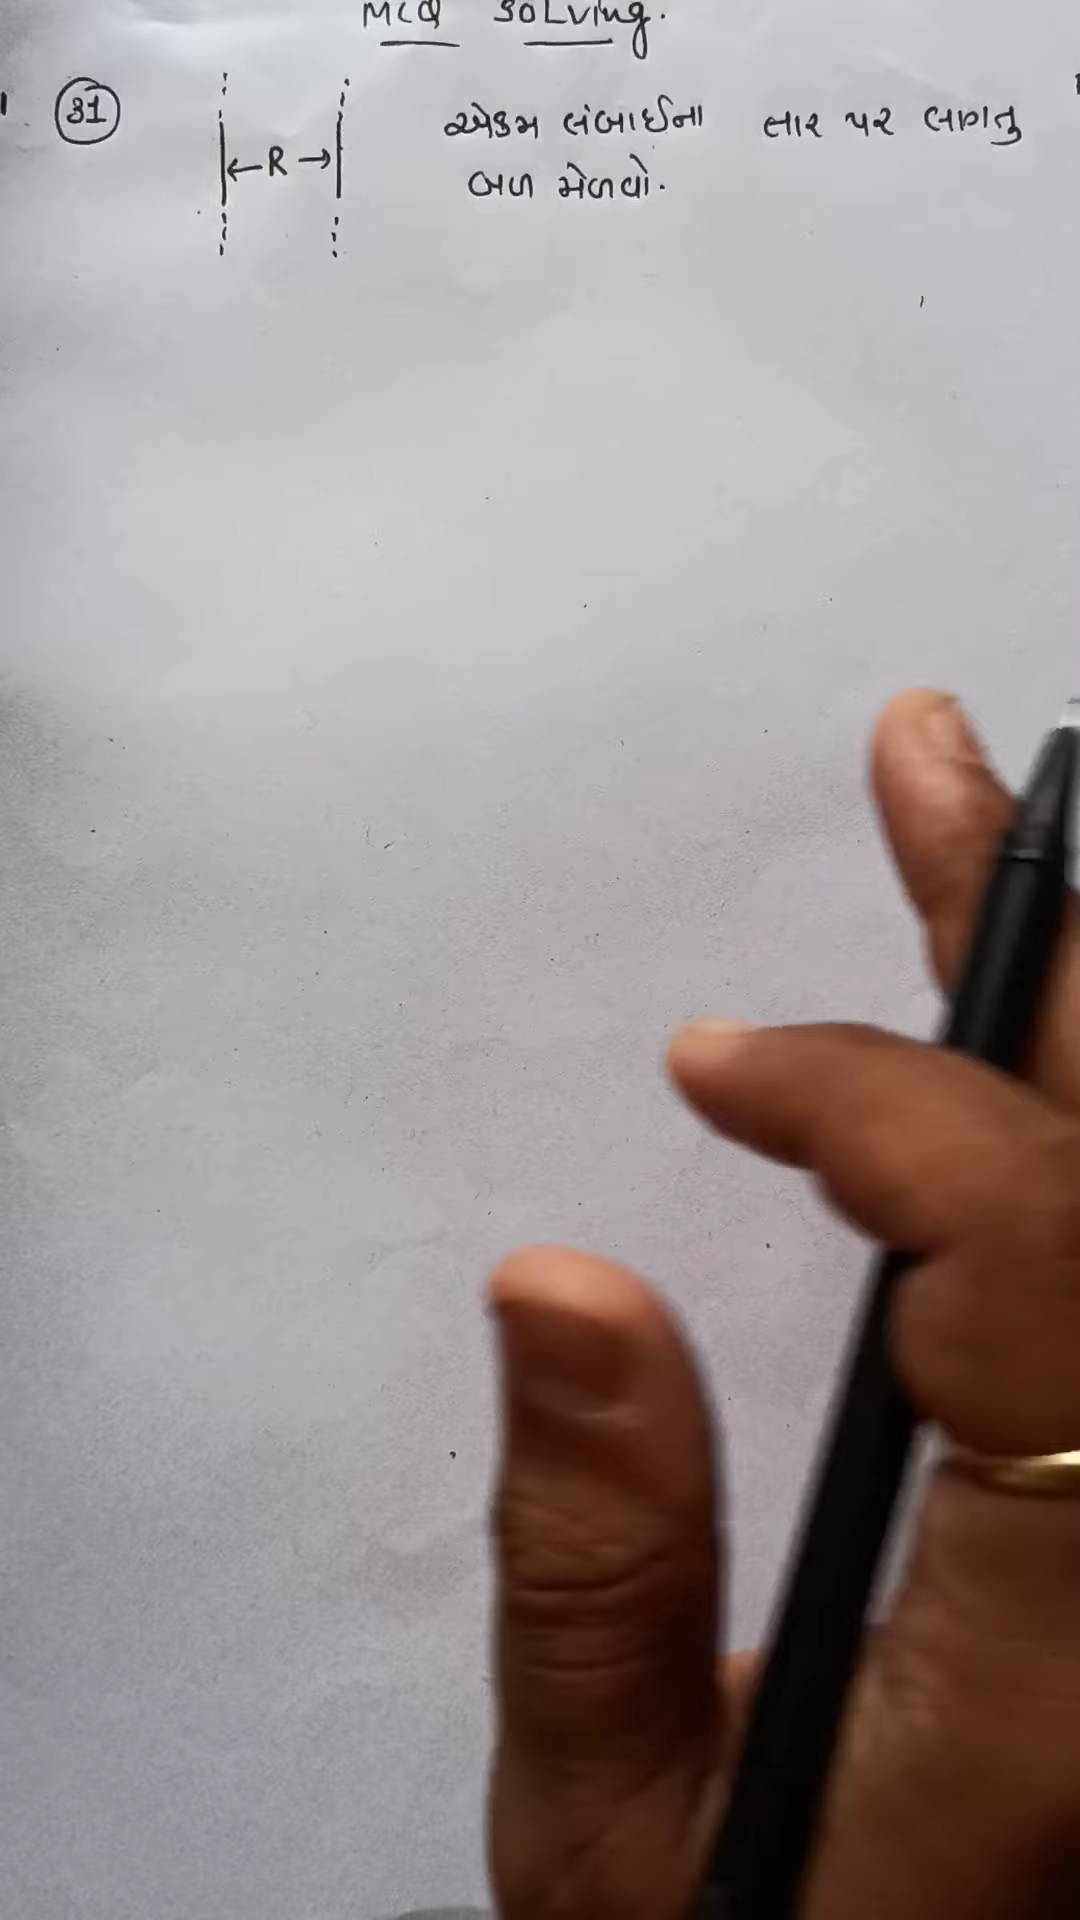 MCQ Solving.
31 ←R→ એકમ લંબાઈના તાર પર લાગતુ
બળ મેળવો.